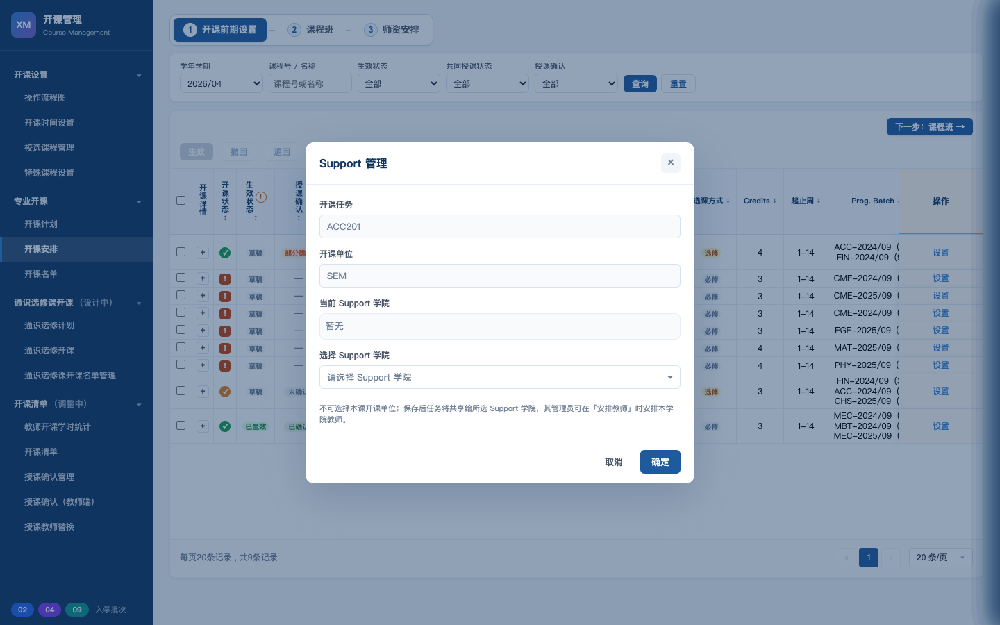 XM
开课管理
Course Management
开课设置
操作流程图
开课时间设置
校选课程管理
特殊课程设置
专业开课
开课计划
开课安排
开课名单
通识选修课开课 （设计中）
通识选修计划
通识选修开课
通识选修课开课名单管理
开课清单 （调整中）
教师开课学时统计
开课清单
授课确认管理
授课确认（教师端）
授课教师替换
02 04 09 入学批次
1 开课前期设置 — 2 课程班 — 3 师资安排
学年学期 课程号 / 名称 生效状态 共同授课状态 授课确认
2026/04 课程号或名称 全部 全部 全部 查询 重置
下一步：课程班 →
生效 撤回 退回
开课详情 开课状态 ↕ 生效状态 ! ↕ 授课确认 ↕ 选课方式 ↕ Credits ↕ 起止周 ↕ Prog. Batch 操作
+ 草稿 部分确 选修 4 1–14 ACC–2024/09 ( 设置
FIN–2024/09
+ ! 草稿 — 必修 3 1–14 CME–2024/09 ( 设置
+ ! 草稿 — 必修 3 1–14 CME–2025/09 ( 设置
+ ! 草稿 — 必修 3 1–14 CME–2024/09 ( 设置
+ ! 草稿 — 必修 3 1–14 EGE–2025/09 ( 设置
+ ! 草稿 — 必修 4 1–14 MAT–2025/09 ( 设置
+ ! 草稿 — 必修 4 1–14 PHY–2025/09 ( 设置
FIN–2024/09
+ 草稿 未确 选修 3 1–14 ACC–2024/09 ( 设置
CHS–2025/09 (
MEC–2024/09 (
+ 已生效 已确 必修 3 1–14 MBT–2024/09 ( 设置
MEC–2025/09 (
每页20条记录，共9条记录
« 1 » 20 条/页
Support 管理
×
开课任务
ACC201
开课单位
SEM
当前 Support 学院
暂无
选择 Support 学院
请选择 Support 学院
不可选择本课开课单位；保存后任务将共享给所选 Support 学院，其管理员可在「安排教师」时安排本学
院教师。
取消 确定